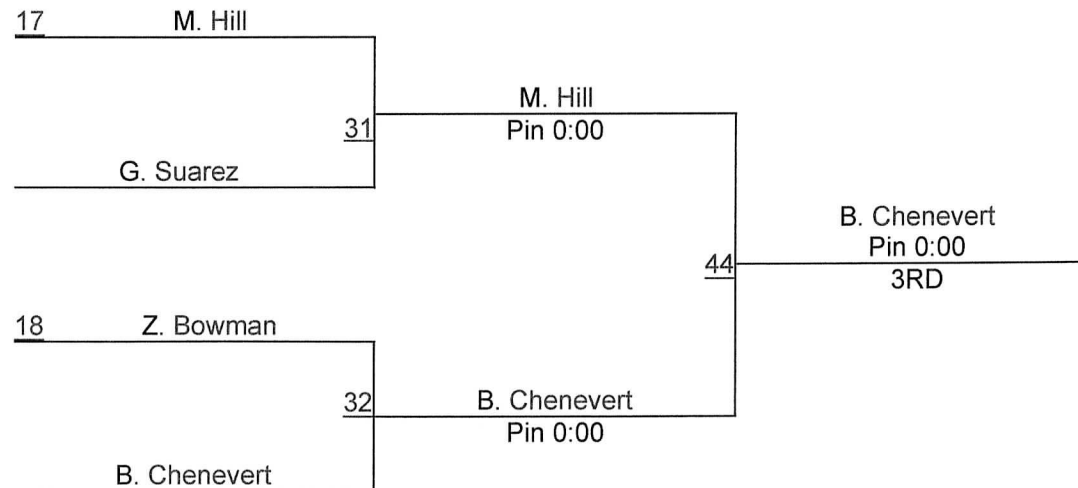 17 M. Hill
M. Hill
31 Pin 0:00
G. Suarez
B. Chenevert
Pin 0:00
44
3RD
18 Z. Bowman
32 B. Chenevert
Pin 0:00
B. Chenevert